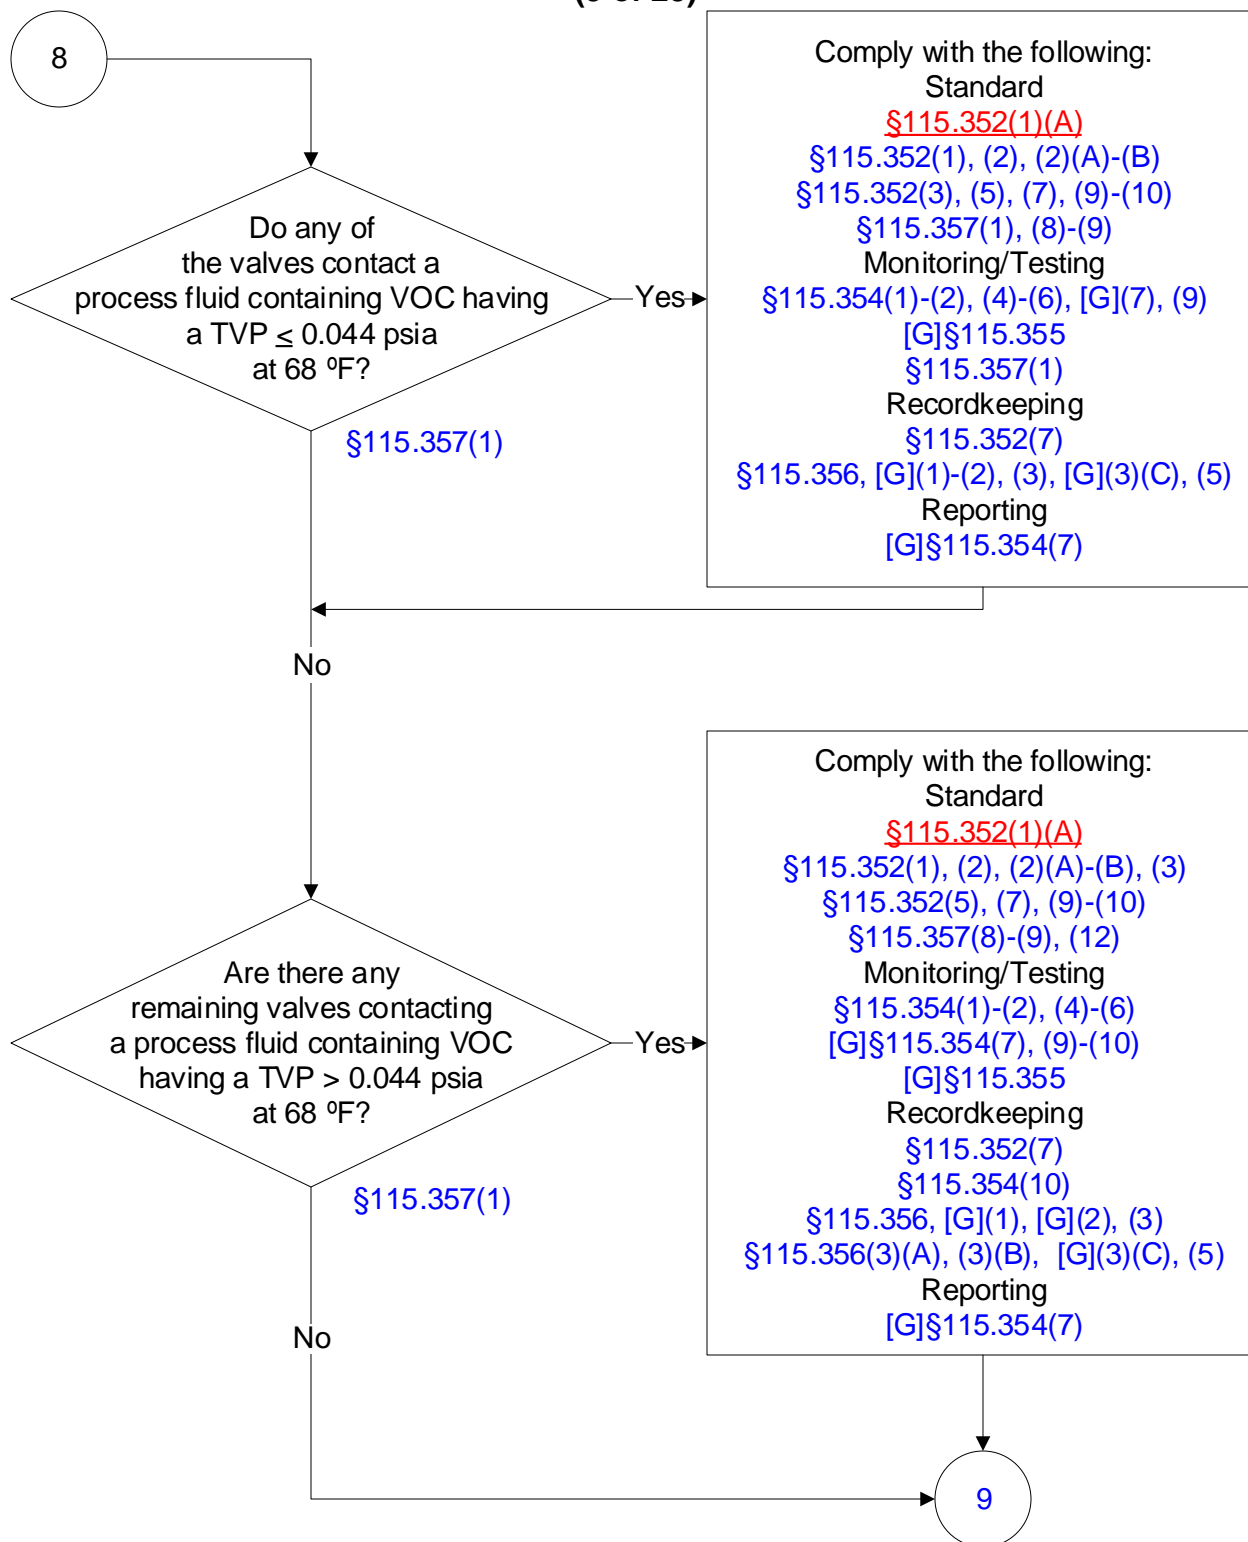 8
Comply with the following:
Standard
§115.352(1)(A)
§115.352(1), (2), (2)(A)-(B)
§115.352(3), (5), (7), (9)-(10)
§115.357(1), (8)-(9)
Monitoring/Testing
§115.354(1)-(2), (4)-(6), [G](7), (9)
[G]§115.355
§115.357(1)
Recordkeeping
§115.352(7)
§115.356, [G](1)-(2), (3), [G](3)(C), (5)
Reporting
[G]§115.354(7)
Do any of
the valves contact a
process fluid containing VOC having
a TVP ≤ 0.044 psia
at 68 ºF?
Yes
§115.357(1)
No
Comply with the following:
Standard
§115.352(1)(A)
§115.352(1), (2), (2)(A)-(B), (3)
§115.352(5), (7), (9)-(10)
§115.357(8)-(9), (12)
Monitoring/Testing
§115.354(1)-(2), (4)-(6)
[G]§115.354(7), (9)-(10)
[G]§115.355
Recordkeeping
§115.352(7)
§115.354(10)
§115.356, [G](1), [G](2), (3)
§115.356(3)(A), (3)(B), [G](3)(C), (5)
Reporting
[G]§115.354(7)
Are there any
remaining valves contacting
a process fluid containing VOC
having a TVP > 0.044 psia
at 68 ºF?
Yes
§115.357(1)
No
9